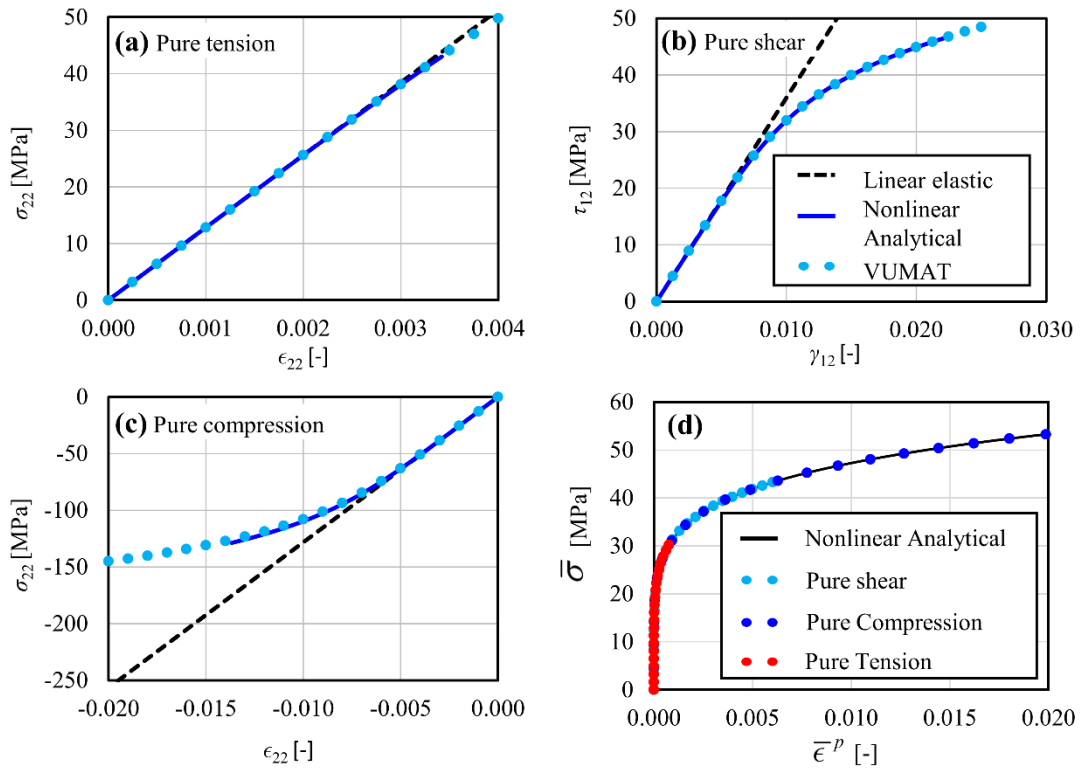 (a) Pure tension
50
40
30
20
10
0
σ22 [MPa]
0.000 0.001 0.002 0.003 0.004
ϵ22 [-]
(b) Pure shear
50
40
30
20
10
0
τ12 [MPa]
Linear elastic
Nonlinear
Analytical
VUMAT
0.000 0.010 0.020 0.030
γ12 [-]
(c) Pure compression
0
-50
-100
-150
-200
-250
σ22 [MPa]
-0.020 -0.015 -0.010 -0.005 0.000
ϵ22 [-]
(d)
60
50
40
30
20
10
0
σ̅ [MPa]
Nonlinear Analytical
Pure shear
Pure Compression
Pure Tension
0.000 0.005 0.010 0.015 0.020
ϵ̅ p [-]